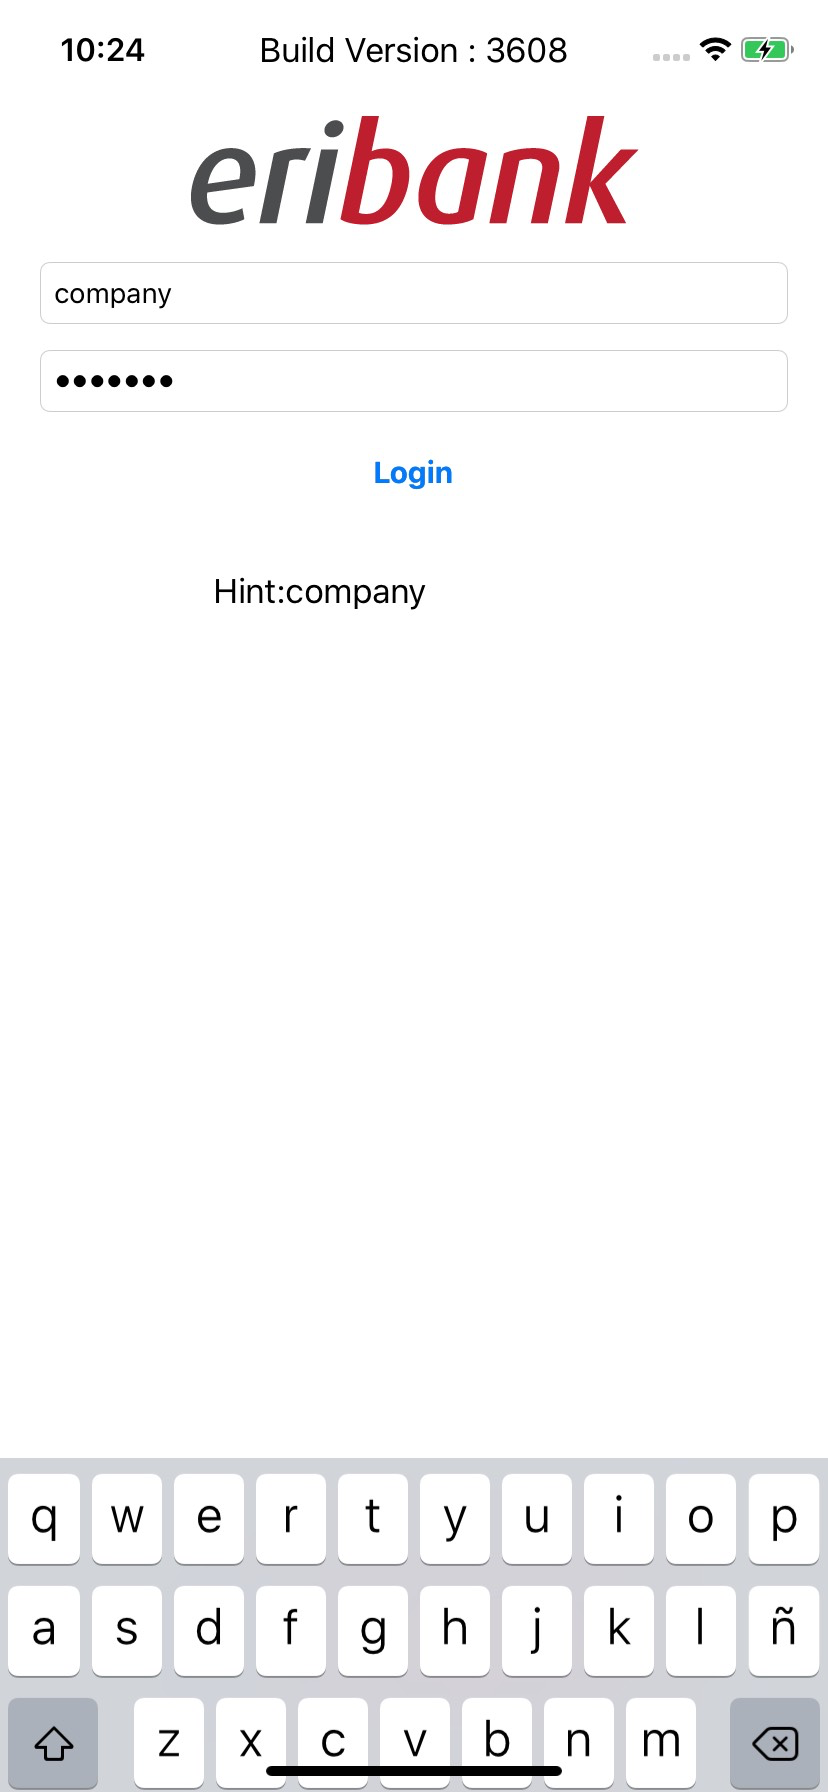 10:24 Build Version : 3608
eribank
company
•••••••
Login
Hint:company
q w e r t y u i o p
a s d f g h j k l ñ
z x c v b n m